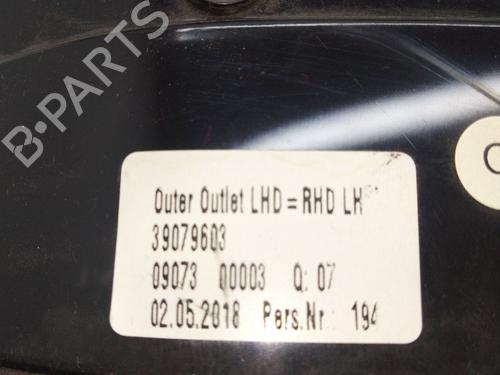 B-PARTS
Outer Outlet LHD = RHD LH
39079603
09073 00003 Q: 07
02.05.2018 Pers.Nr.: 194